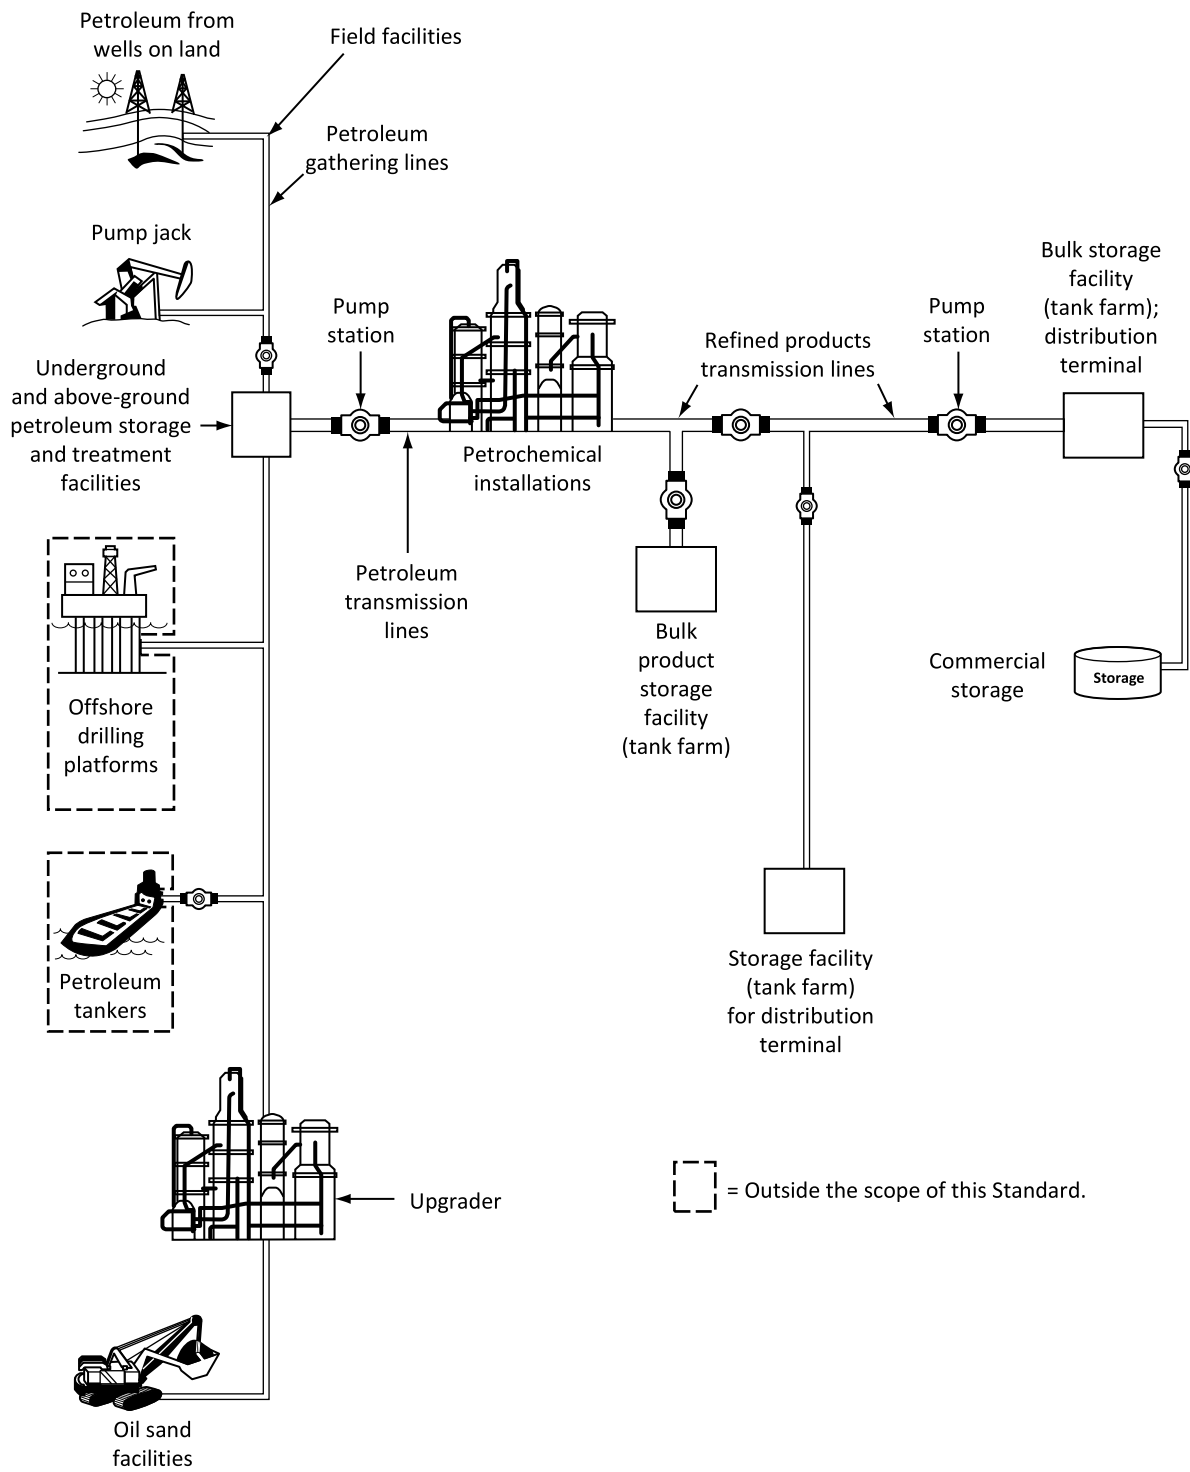 Petroleum from
wells on land
Field facilities
Petroleum
gathering lines
Pump jack
Pump
station
Refined products
transmission lines
Pump
station
Bulk storage
facility
(tank farm);
distribution
terminal
Underground
and above-ground
petroleum storage
and treatment
facilities
Petrochemical
installations
Petroleum
transmission
lines
Bulk
product
storage
facility
(tank farm)
Commercial
storage
Storage
Offshore
drilling
platforms
Petroleum
tankers
Storage facility
(tank farm)
for distribution
terminal
Upgrader
= Outside the scope of this Standard.
Oil sand
facilities